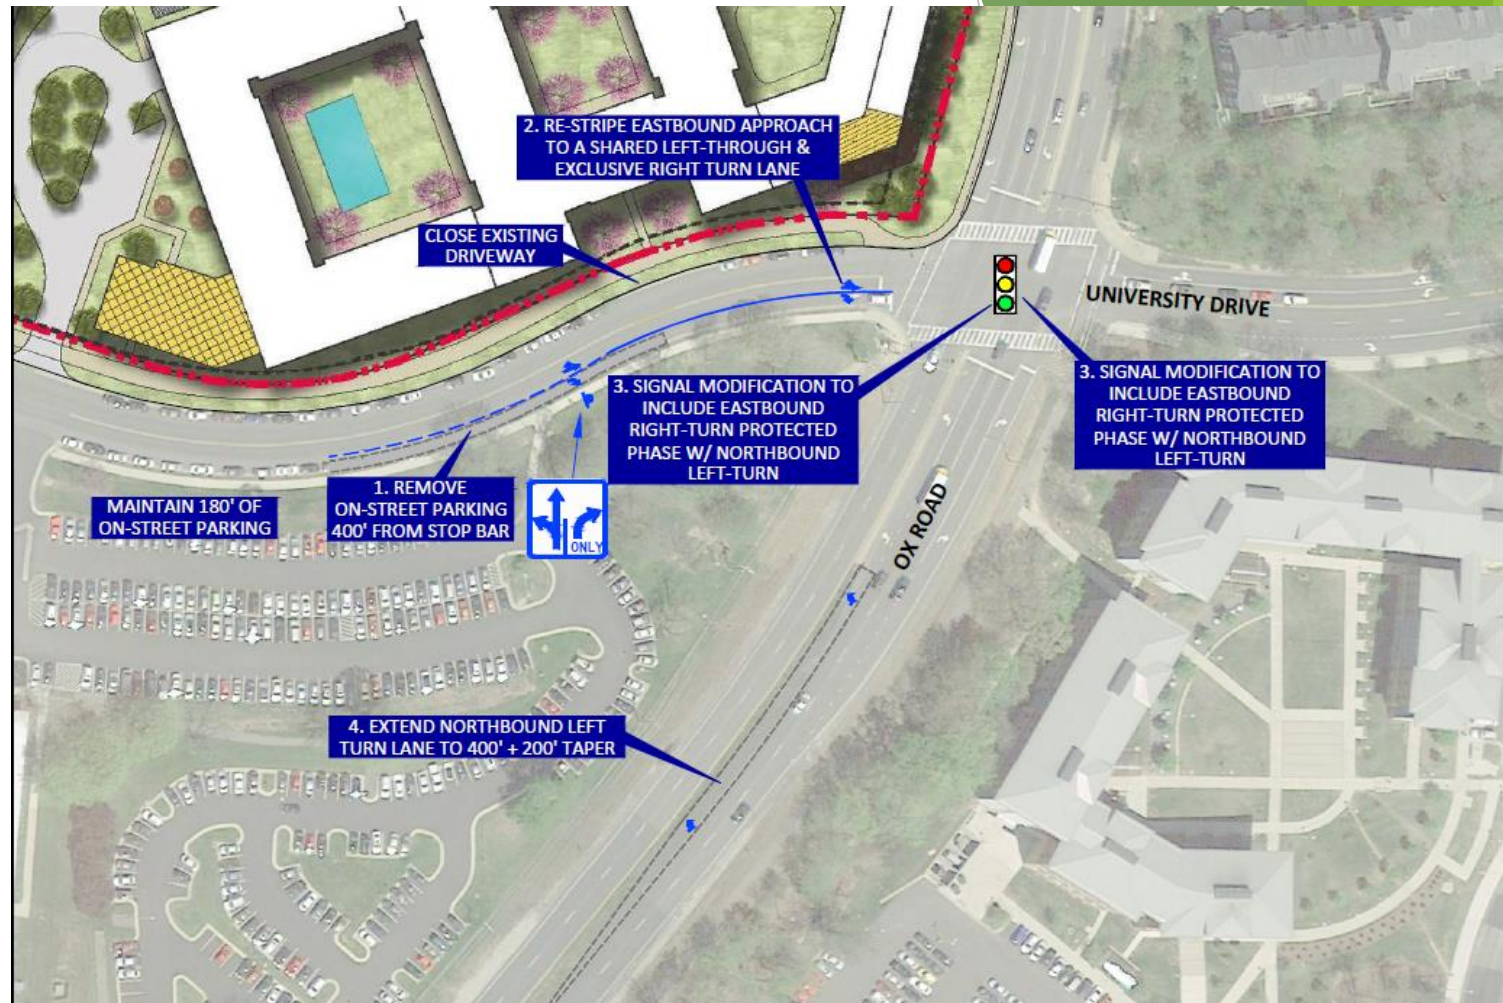 2. RE-STRIPE EASTBOUND APPROACH
TO A SHARED LEFT-THROUGH &
EXCLUSIVE RIGHT TURN LANE
CLOSE EXISTING
DRIVEWAY
UNIVERSITY DRIVE
3. SIGNAL MODIFICATION TO
INCLUDE EASTBOUND
RIGHT-TURN PROTECTED
PHASE W/ NORTHBOUND
LEFT-TURN
3. SIGNAL MODIFICATION TO
INCLUDE EASTBOUND
RIGHT-TURN PROTECTED
PHASE W/ NORTHBOUND
LEFT-TURN
MAINTAIN 180' OF
ON-STREET PARKING
1. REMOVE
ON-STREET PARKING
400' FROM STOP BAR
ONLY
OX ROAD
4. EXTEND NORTHBOUND LEFT
TURN LANE TO 400' + 200' TAPER